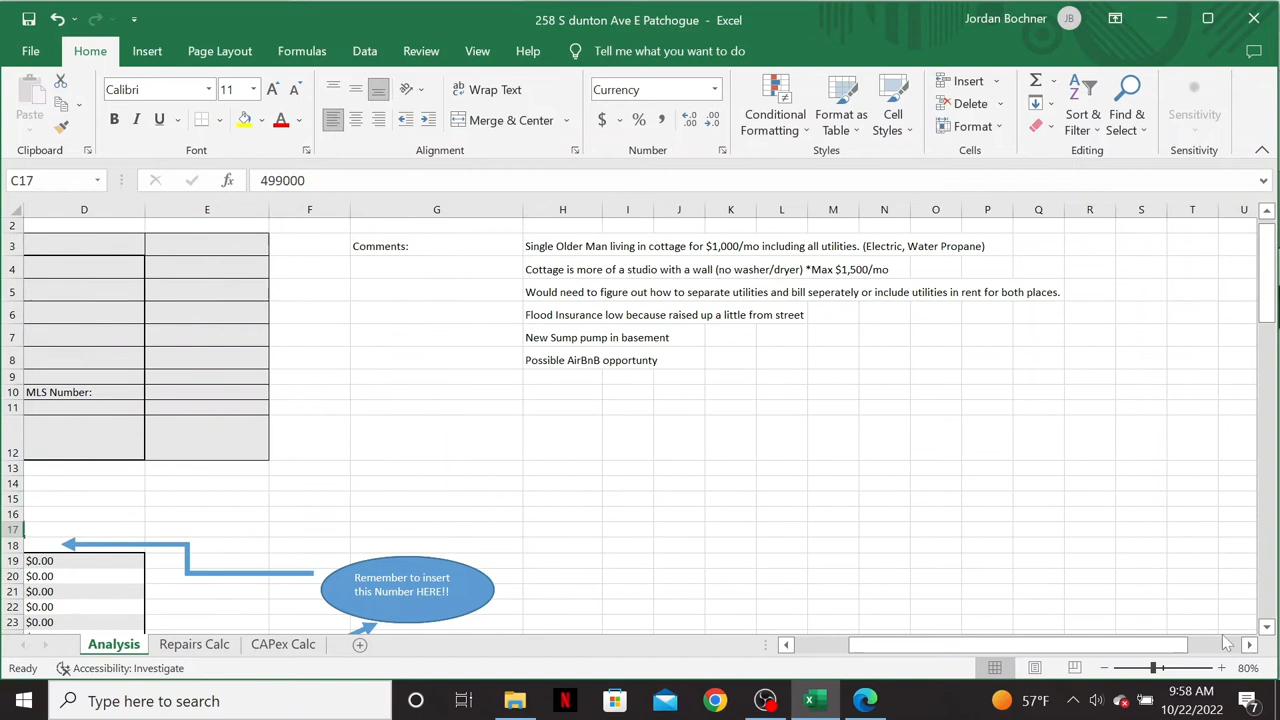 258 S dunton Ave E Patchogue - Excel
Jordan Bochner
JB
File Home Insert Page Layout Formulas Data Review View Help Tell me what you want to do
Paste
Clipboard
Calibri 11
B I U
Font
Wrap Text
Merge & Center
Alignment
Currency
$ % ,
Number
Conditional Formatting
Format as Table
Cell Styles
Styles
Insert
Delete
Format
Cells
Sort & Filter
Find & Select
Editing
Sensitivity
Sensitivity
C17 fx 499000
D E F G H I J K L M N O P Q R S T U
2
3 Comments: Single Older Man living in cottage for $1,000/mo including all utilities. (Electric, Water Propane)
4 Cottage is more of a studio with a wall (no washer/dryer) *Max $1,500/mo
5 Would need to figure out how to separate utilities and bill seperately or include utilities in rent for both places.
6 Flood Insurance low because raised up a little from street
7 New Sump pump in basement
8 Possible AirBnB opportunty
9
10 MLS Number:
11
12
13
14
15
16
17
18
19 $0.00
20 $0.00
21 $0.00
22 $0.00
23 $0.00
Remember to insert
this Number HERE!!
Analysis Repairs Calc CAPex Calc
Ready Accessibility: Investigate 80%
Type here to search
57°F
9:58 AM
10/22/2022
7